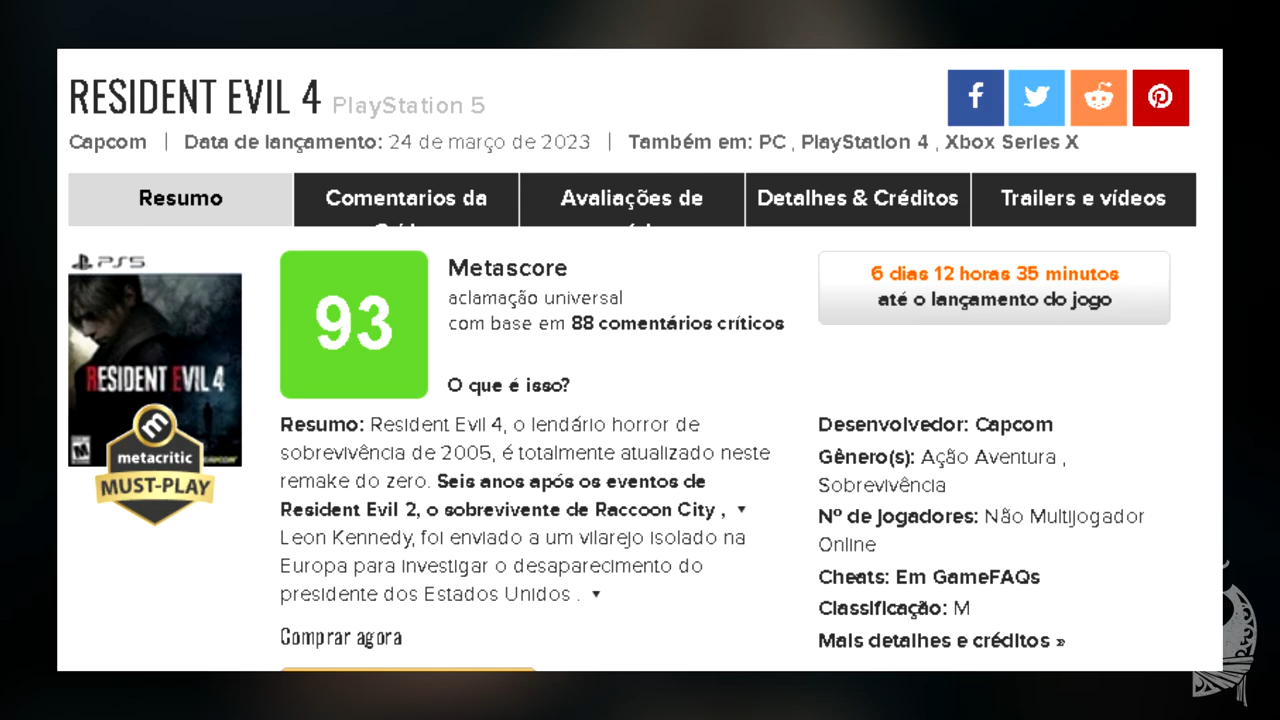 RESIDENT EVIL 4 PlayStation 5
Capcom | Data de lançamento: 24 de março de 2023 | Também em: PC , PlayStation 4 , Xbox Series X
Resumo
Comentarios da
Avaliações de
Detalhes & Créditos
Trailers e vídeos
PS5
RESIDENT EVIL 4
M
CAPCOM
metacritic
MUST-PLAY
93
Metascore
aclamação universal
com base em 88 comentários críticos
O que é isso?
6 dias 12 horas 35 minutos
até o lançamento do jogo
Resumo: Resident Evil 4, o lendário horror de
sobrevivência de 2005, é totalmente atualizado neste
remake do zero. Seis anos após os eventos de
Resident Evil 2, o sobrevivente de Raccoon City , ▼
Leon Kennedy, foi enviado a um vilarejo isolado na
Europa para investigar o desaparecimento do
presidente dos Estados Unidos . ▼
Comprar agora
Desenvolvedor: Capcom
Gênero(s): Ação Aventura ,
Sobrevivência
Nº de jogadores: Não Multijogador
Online
Cheats: Em GameFAQs
Classificação: M
Mais detalhes e créditos »